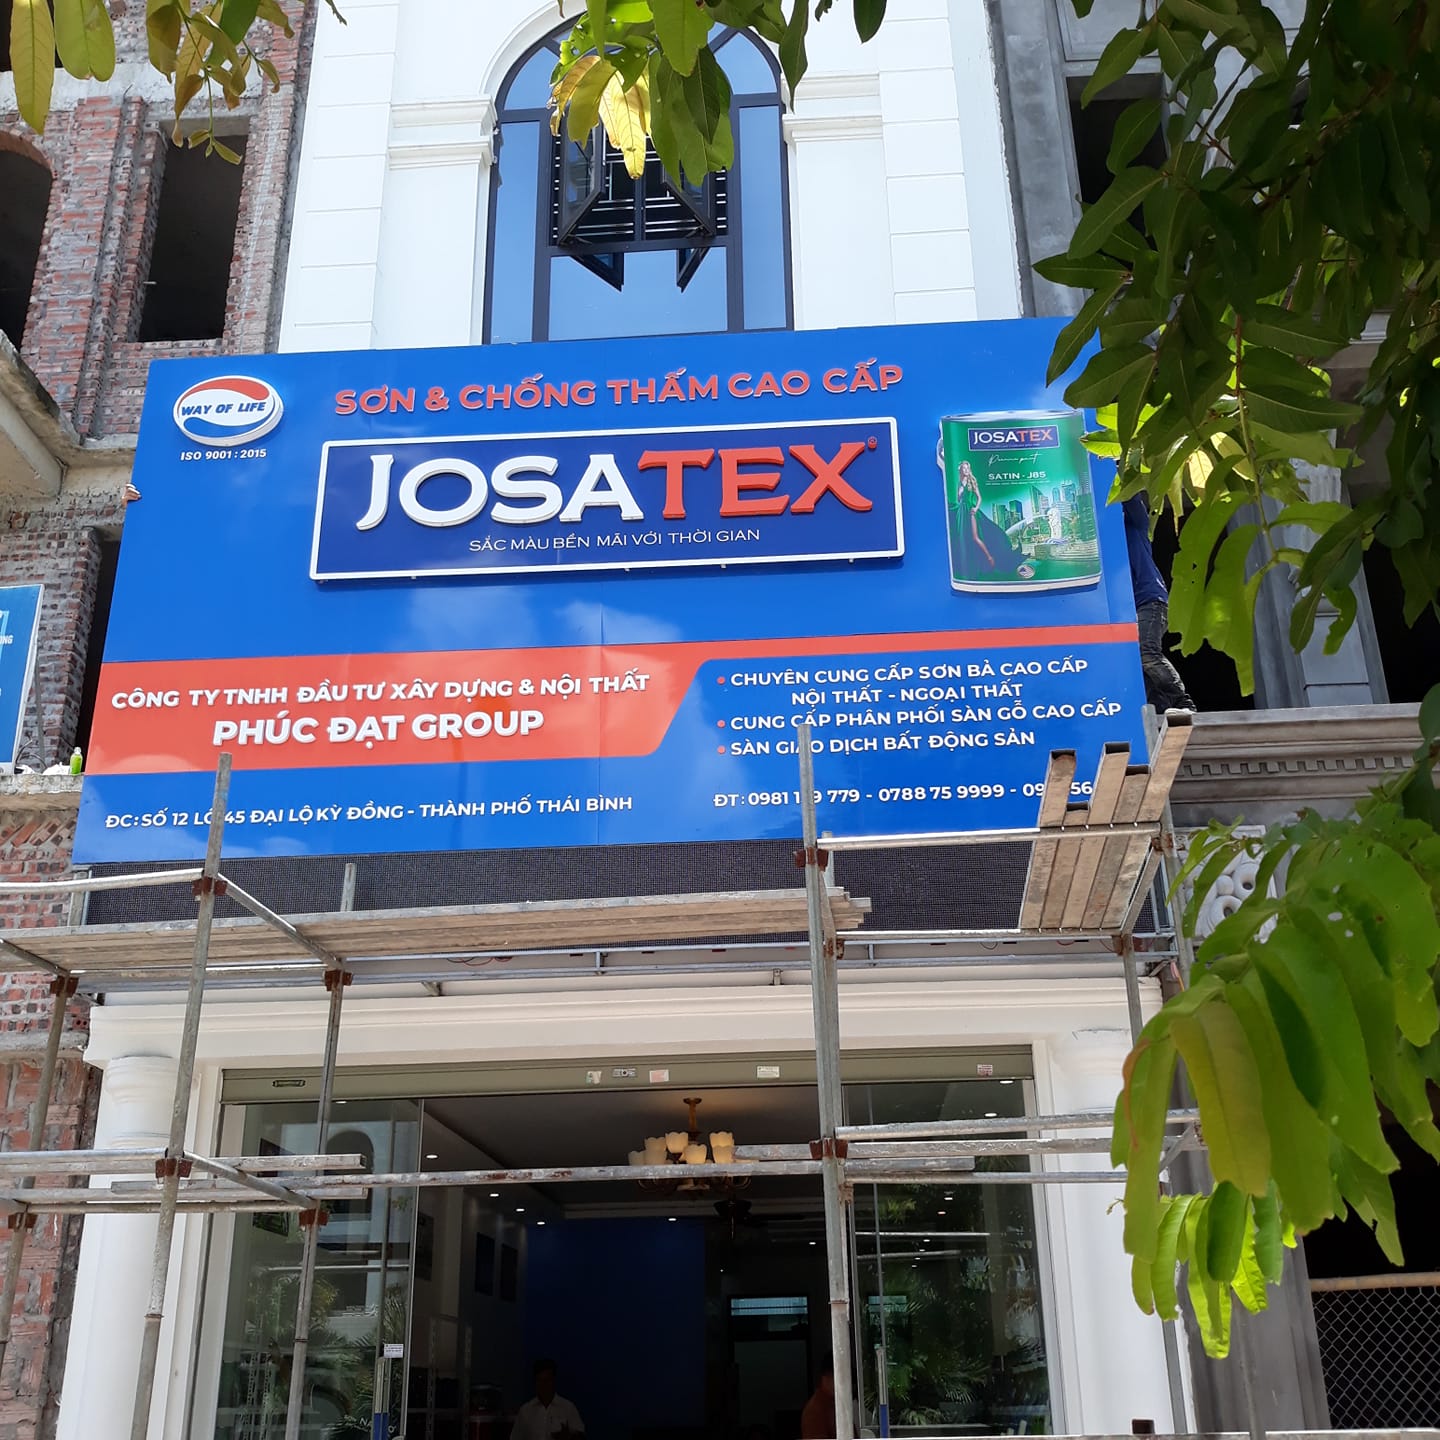 WAY OF LIFE
ISO 9001:2015
SƠN & CHỐNG THẤM CAO CẤP
JOSATEX®
SẮC MÀU BỀN MÃI VỚI THỜI GIAN
JOSATEX
SATIN - J85
CÔNG TY TNHH ĐẦU TƯ XÂY DỰNG & NỘI THẤT
PHÚC ĐẠT GROUP
• CHUYÊN CUNG CẤP SƠN BẢ CAO CẤP
NỘI THẤT - NGOẠI THẤT
• CUNG CẤP PHÂN PHỐI SÀN GỖ CAO CẤP
• SÀN GIAO DỊCH BẤT ĐỘNG SẢN
ĐC: SỐ 12 LÔ 45 ĐẠI LỘ KỲ ĐỒNG - THÀNH PHỐ THÁI BÌNH
ĐT: 0981 779 - 0788 75 9999 -